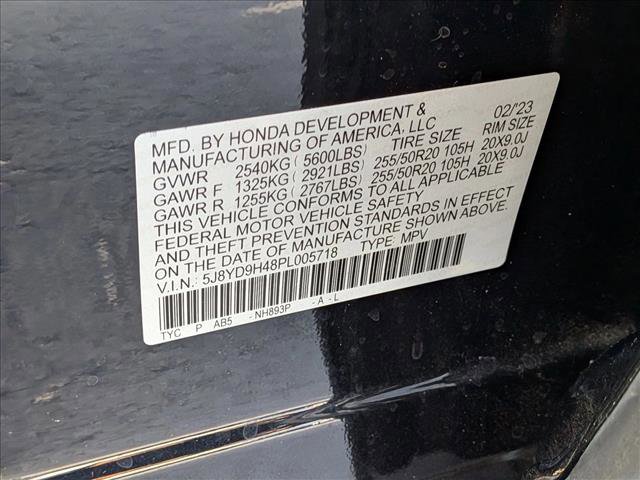 MFD. BY HONDA DEVELOPMENT & 02/'23
MANUFACTURING OF AMERICA, LLC TIRE SIZE RIM SIZE
GVWR 2540KG ( 5600LBS)
GAWR F 1325KG ( 2921LBS) 255/50R20 105H 20X9.0J
GAWR R 1255KG ( 2767LBS) 255/50R20 105H 20X9.0J
THIS VEHICLE CONFORMS TO ALL APPLICABLE
FEDERAL MOTOR VEHICLE SAFETY
AND THEFT PREVENTION STANDARDS IN EFFECT
ON THE DATE OF MANUFACTURE SHOWN ABOVE.
V.I.N.: 5J8YD9H48PL005718 TYPE: MPV
TYC P AB5 -NH893P -A-L